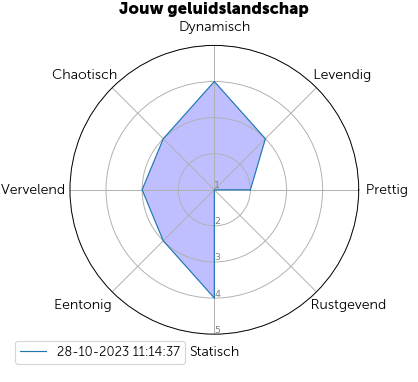 Jouw geluidslandschap
Dynamisch
Chaotisch
Levendig
Vervelend
1
Prettig
2
3
4
Eentonig
Rustgevend
5
28-10-2023 11:14:37
Statisch